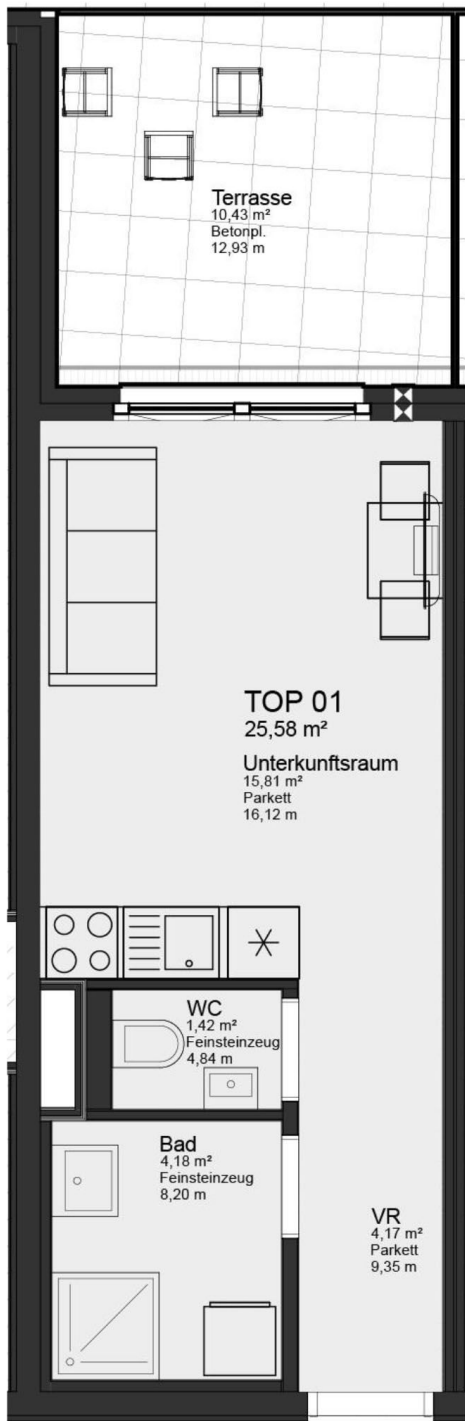 Terrasse
10,43 m²
Betonpl.
12,93 m
TOP 01
25,58 m²
Unterkunftsraum
15,81 m²
Parkett
16,12 m
WC
1,42 m²
Feinsteinzeug
4,84 m
Bad
4,18 m²
Feinsteinzeug
8,20 m
VR
4,17 m²
Parkett
9,35 m